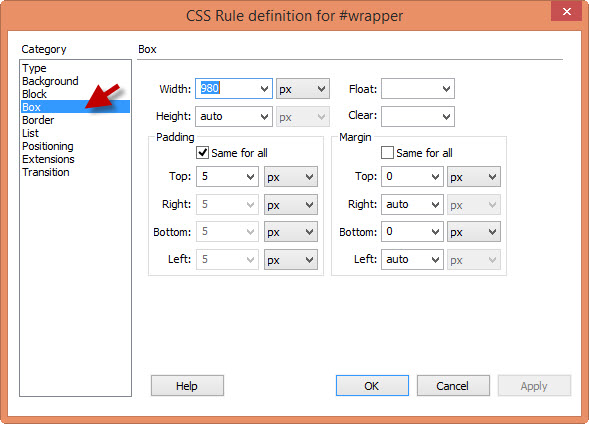 CSS Rule definition for #wrapper
Category
Box
Type
Background
Block
Box
Border
List
Positioning
Extensions
Transition
Width: 980 px Float:
Height: auto px Clear:
Padding Margin
Same for all Same for all
Top: 5 px Top: 0 px
Right: 5 px Right: auto px
Bottom: 5 px Bottom: 0 px
Left: 5 px Left: auto px
Help OK Cancel Apply